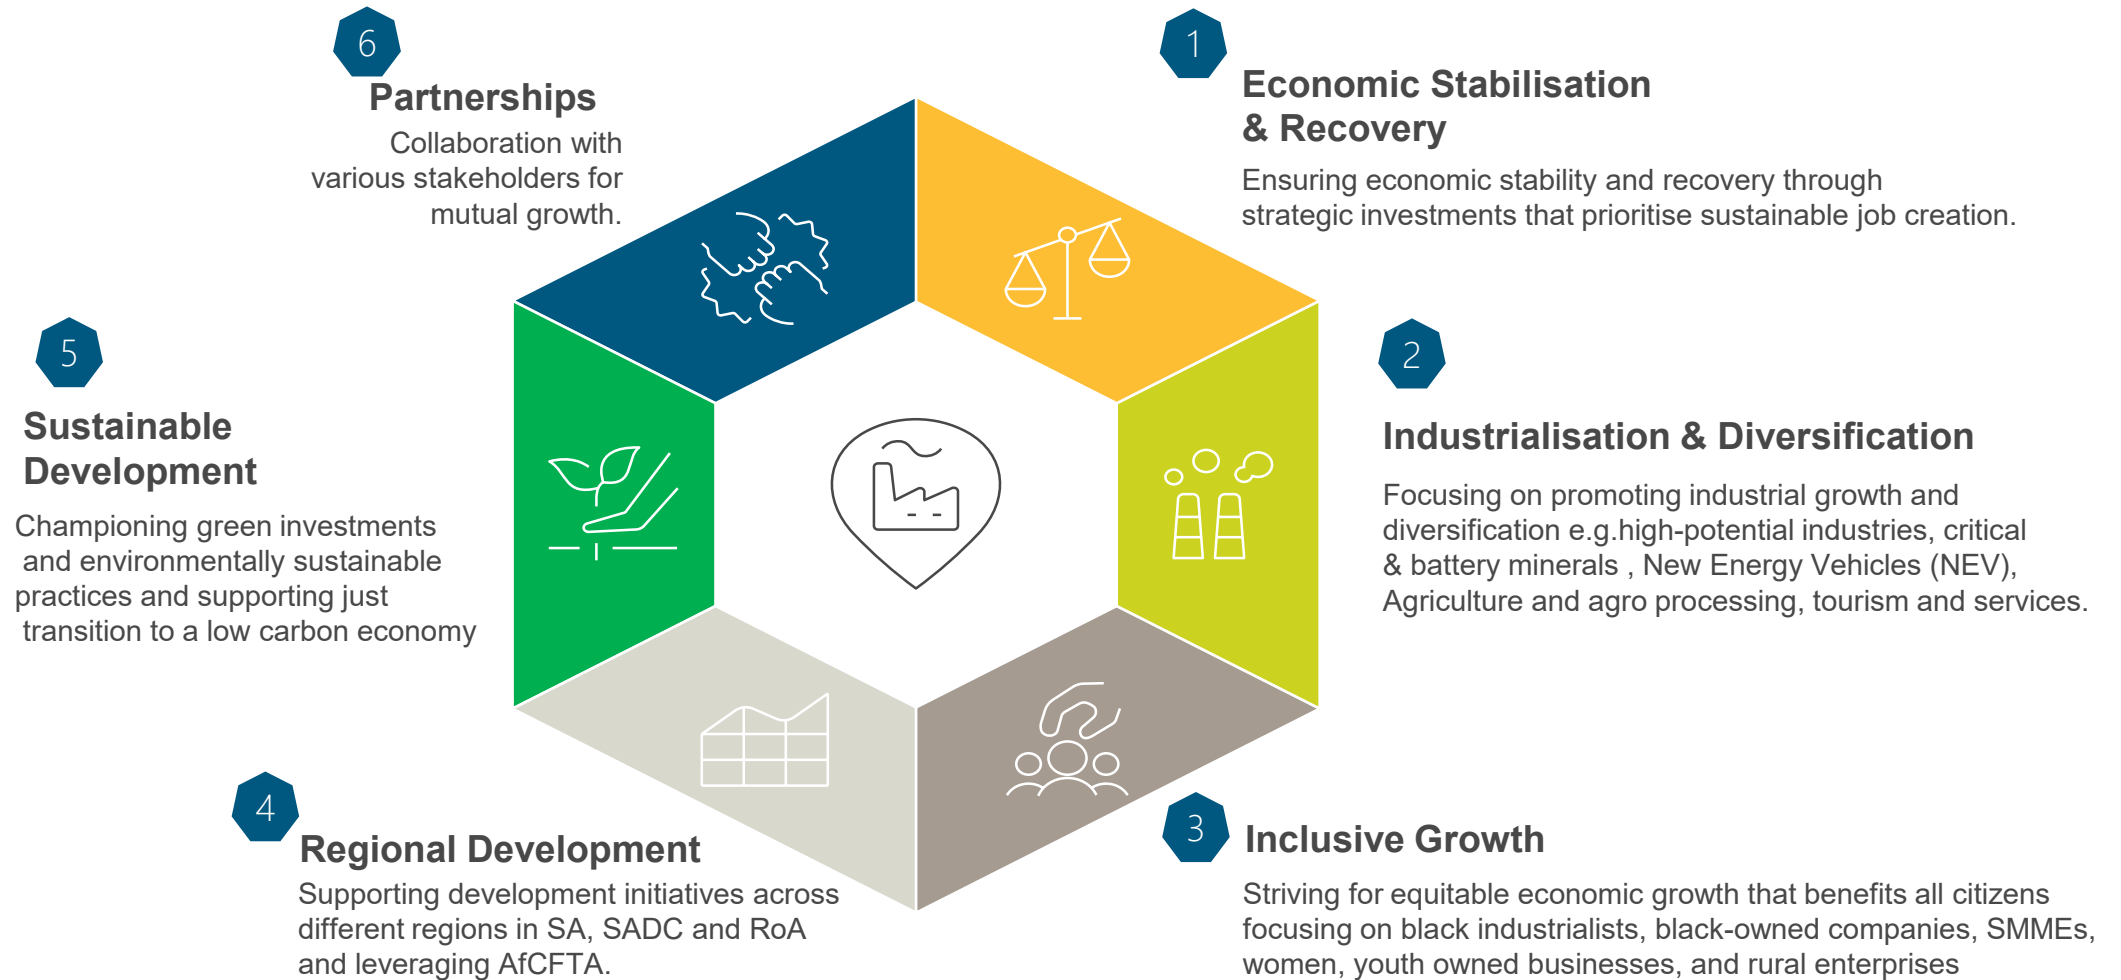 1
Economic Stabilisation
& Recovery
Ensuring economic stability and recovery through
strategic investments that prioritise sustainable job creation.
2
Industrialisation & Diversification
Focusing on promoting industrial growth and
diversification e.g.high-potential industries, critical
& battery minerals , New Energy Vehicles (NEV),
Agriculture and agro processing, tourism and services.
3
Inclusive Growth
Striving for equitable economic growth that benefits all citizens
focusing on black industrialists, black-owned companies, SMMEs,
women, youth owned businesses, and rural enterprises
4
Regional Development
Supporting development initiatives across
different regions in SA, SADC and RoA
and leveraging AfCFTA.
5
Sustainable
Development
Championing green investments
and environmentally sustainable
practices and supporting just
transition to a low carbon economy
6
Partnerships
Collaboration with
various stakeholders for
mutual growth.